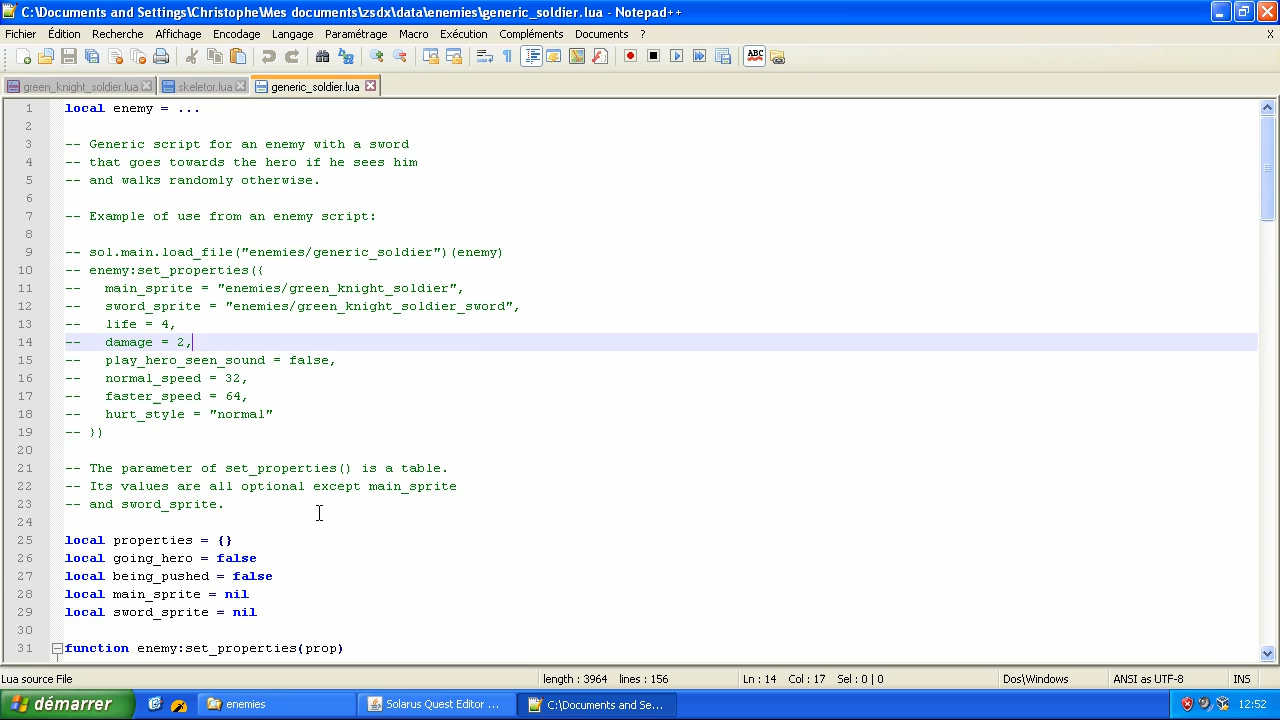 C:\Documents and Settings\Christophe\Mes documents\zsdx\data\enemies\generic_soldier.lua - Notepad++
Fichier Édition Recherche Affichage Encodage Langage Paramétrage Macro Exécution Compléments Documents ? X
ABC
green_knight_soldier.lua skeletor.lua generic_soldier.lua
1 local enemy = ...
2
3 -- Generic script for an enemy with a sword
4 -- that goes towards the hero if he sees him
5 -- and walks randomly otherwise.
6
7 -- Example of use from an enemy script:
8
9 -- sol.main.load_file("enemies/generic_soldier")(enemy)
10 -- enemy:set_properties({
11 --   main_sprite = "enemies/green_knight_soldier",
12 --   sword_sprite = "enemies/green_knight_soldier_sword",
13 --   life = 4,
14 --   damage = 2,
15 --   play_hero_seen_sound = false,
16 --   normal_speed = 32,
17 --   faster_speed = 64,
18 --   hurt_style = "normal"
19 -- })
20
21 -- The parameter of set_properties() is a table.
22 -- Its values are all optional except main_sprite
23 -- and sword_sprite.
24
25 local properties = {}
26 local going_hero = false
27 local being_pushed = false
28 local main_sprite = nil
29 local sword_sprite = nil
30
31 function enemy:set_properties(prop)
Lua source File length : 3964 lines : 156 Ln : 14 Col : 17 Sel : 0 | 0 Dos\Windows ANSI as UTF-8 INS
démarrer enemies Solarus Quest Editor ... C:\Documents and Se... 12:52